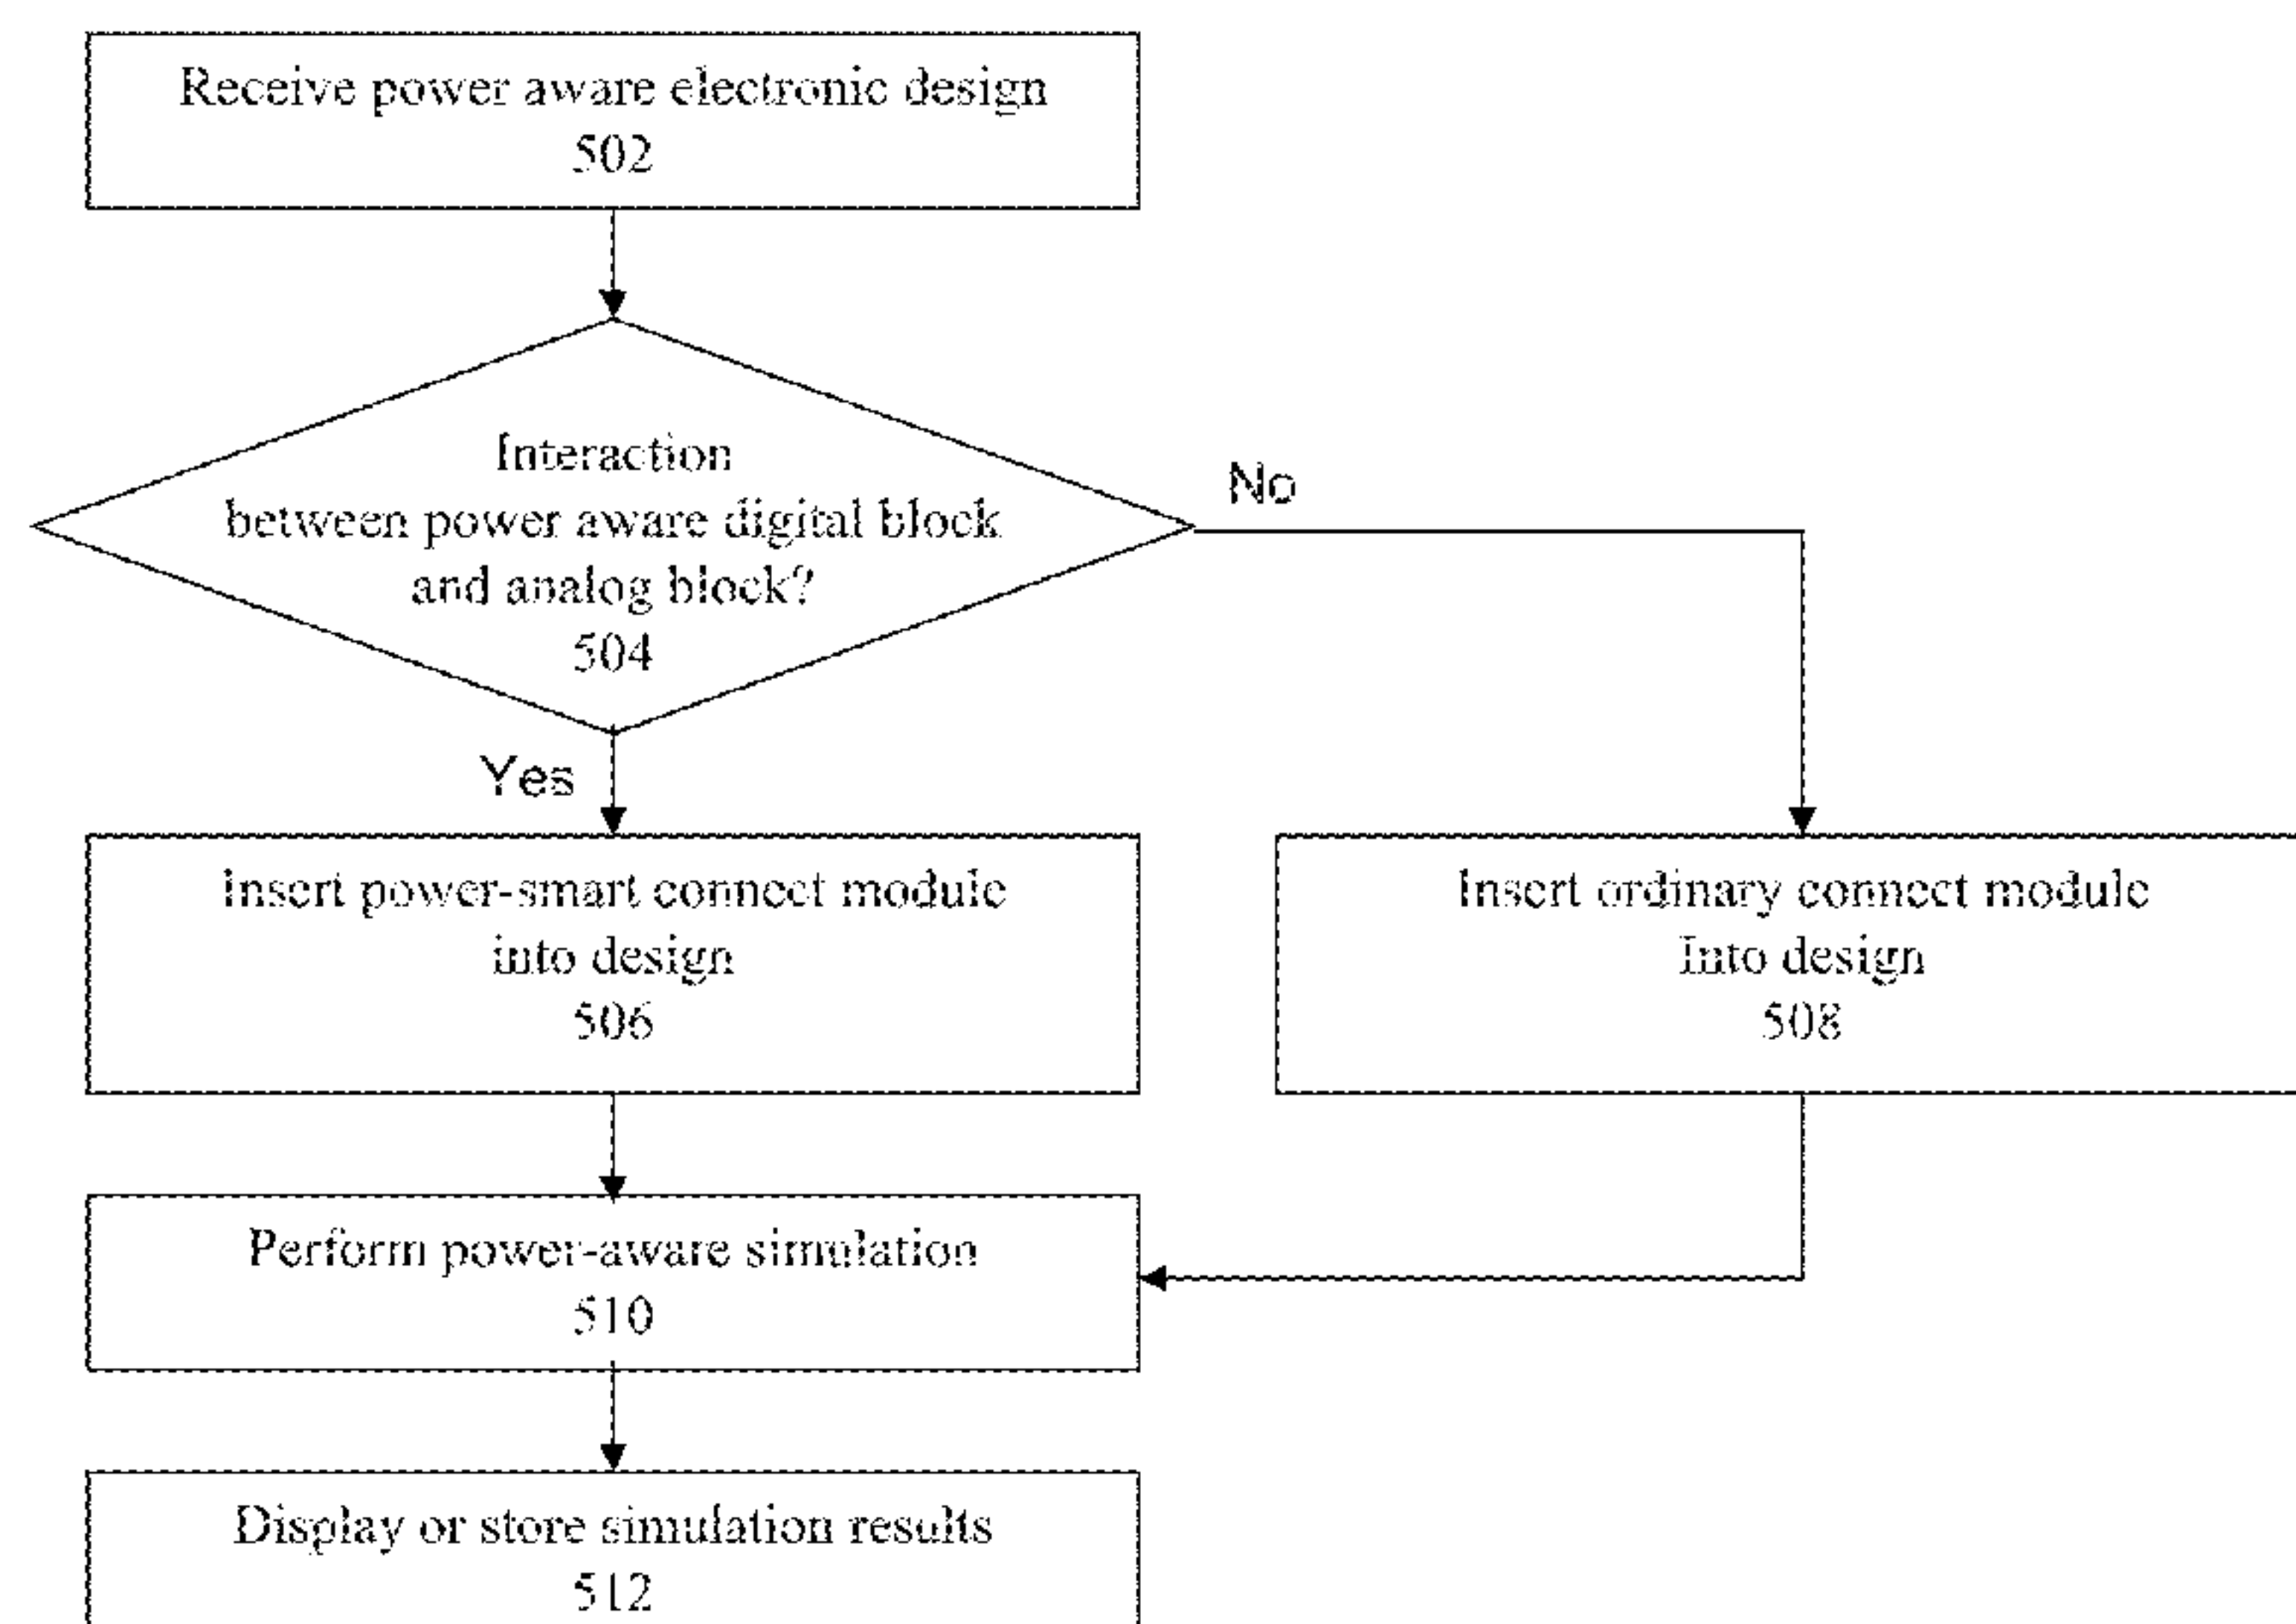 Receive power aware electronic design
502
Interaction
between power aware digital block
and analog block?
504
No
Yes
Insert power-smart connect module
into design
506
Insert ordinary connect module
Into design
508
Perform power-aware simulation
510
Display or store simulation results
512